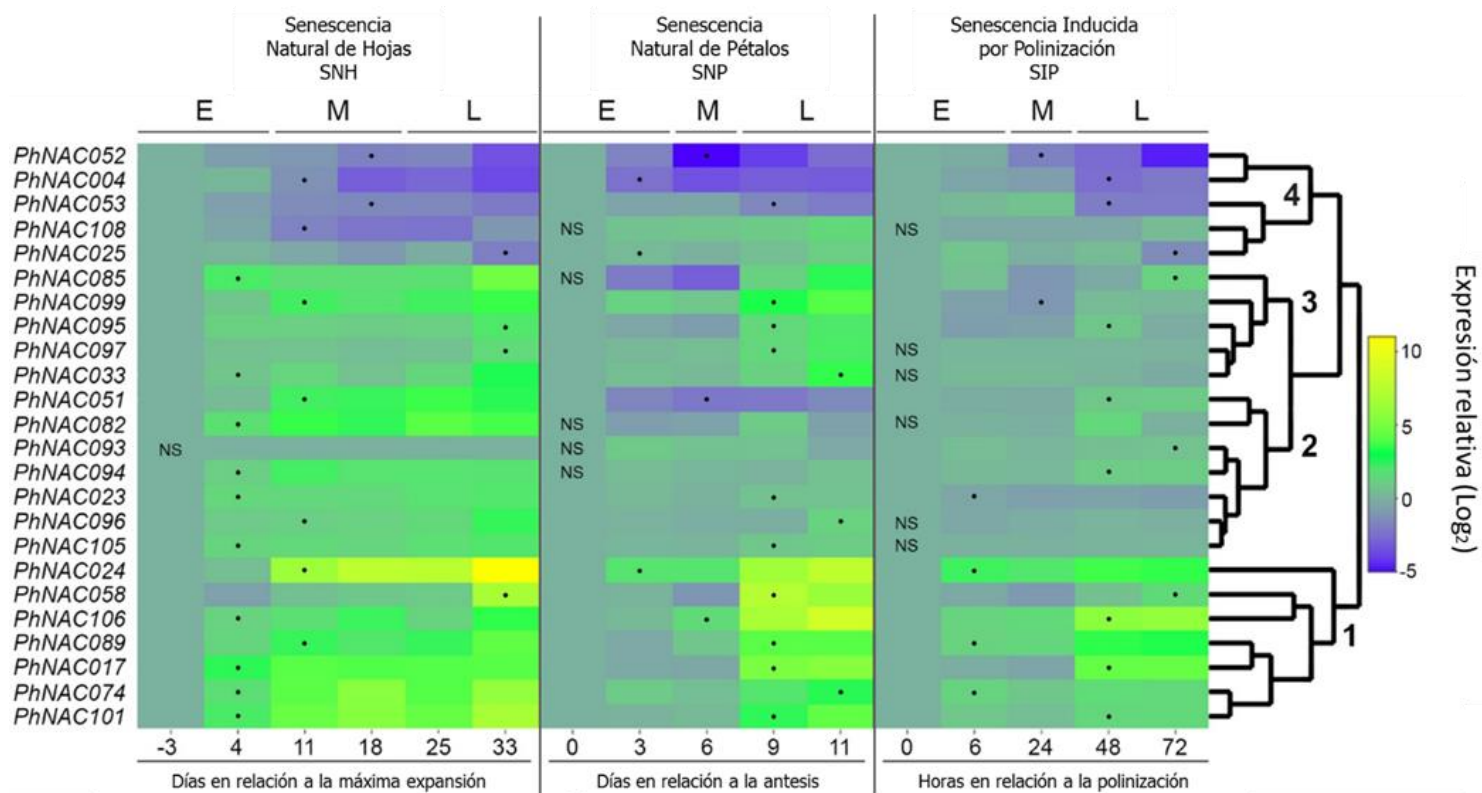 Senescencia
Natural de Hojas
SNH
Senescencia
Natural de Pétalos
SNP
Senescencia Inducida
por Polinización
SIP
E M L E M L E M L
PhNAC052
PhNAC004
PhNAC053
PhNAC108 NS NS
PhNAC025
PhNAC085 NS
PhNAC099
PhNAC095
PhNAC097 NS
PhNAC033 NS
PhNAC051
PhNAC082 NS NS
PhNAC093 NS NS
PhNAC094 NS
PhNAC023
PhNAC096 NS
PhNAC105 NS
PhNAC024
PhNAC058
PhNAC106
PhNAC089
PhNAC017
PhNAC074
PhNAC101
4
3
2
1
10
5
0
-5
Expresión relativa (Log2)
-3 4 11 18 25 33 0 3 6 9 11 0 6 24 48 72
Días en relación a la máxima expansión
Días en relación a la antesis
Horas en relación a la polinización